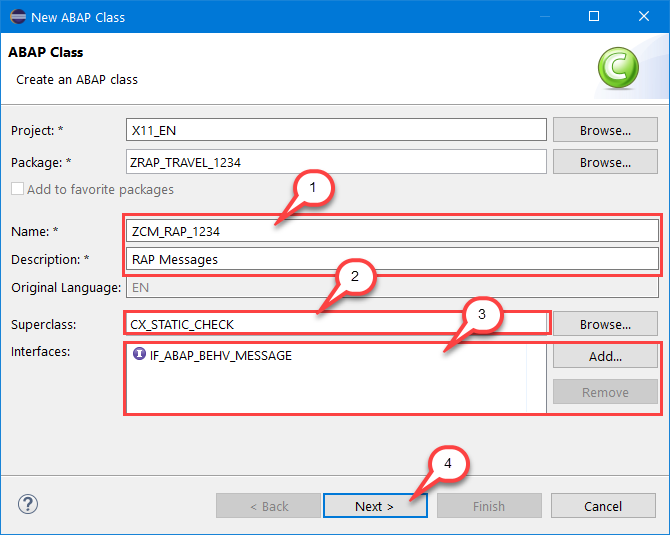 New ABAP Class
ABAP Class
Create an ABAP class
C
Project: * X11_EN Browse...
Package: * ZRAP_TRAVEL_1234 Browse...
Add to favorite packages
1
Name: * ZCM_RAP_1234
Description: * RAP Messages
2
Original Language: EN
3
Superclass: CX_STATIC_CHECK Browse...
Interfaces: I IF_ABAP_BEHV_MESSAGE Add...
Remove
4
? < Back Next > Finish Cancel